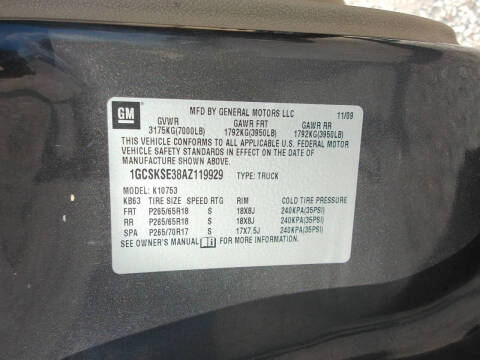 GM
MFD BY GENERAL MOTORS LLC 11/09
GVWR GAWR FRT GAWR RR
3175KG(7000LB) 1792KG(3950LB) 1792KG(3950LB)
THIS VEHICLE CONFORMS TO ALL APPLICABLE U.S. FEDERAL MOTOR
VEHICLE SAFETY STANDARDS IN EFFECT ON THE DATE OF
MANUFACTURE SHOWN ABOVE.
1GCSKSE38AZ119929 TYPE: TRUCK
MODEL: K10753
KB63 TIRE SIZE SPEED RTG RIM COLD TIRE PRESSURE
FRT P265/65R18 S 18X8J 240KPA(35PSI)
RR P265/65R18 S 18X8J 240KPA(35PSI)
SPA P265/70R17 S 17X7.5J 240KPA(35PSI)
SEE OWNER'S MANUAL FOR MORE INFORMATION.